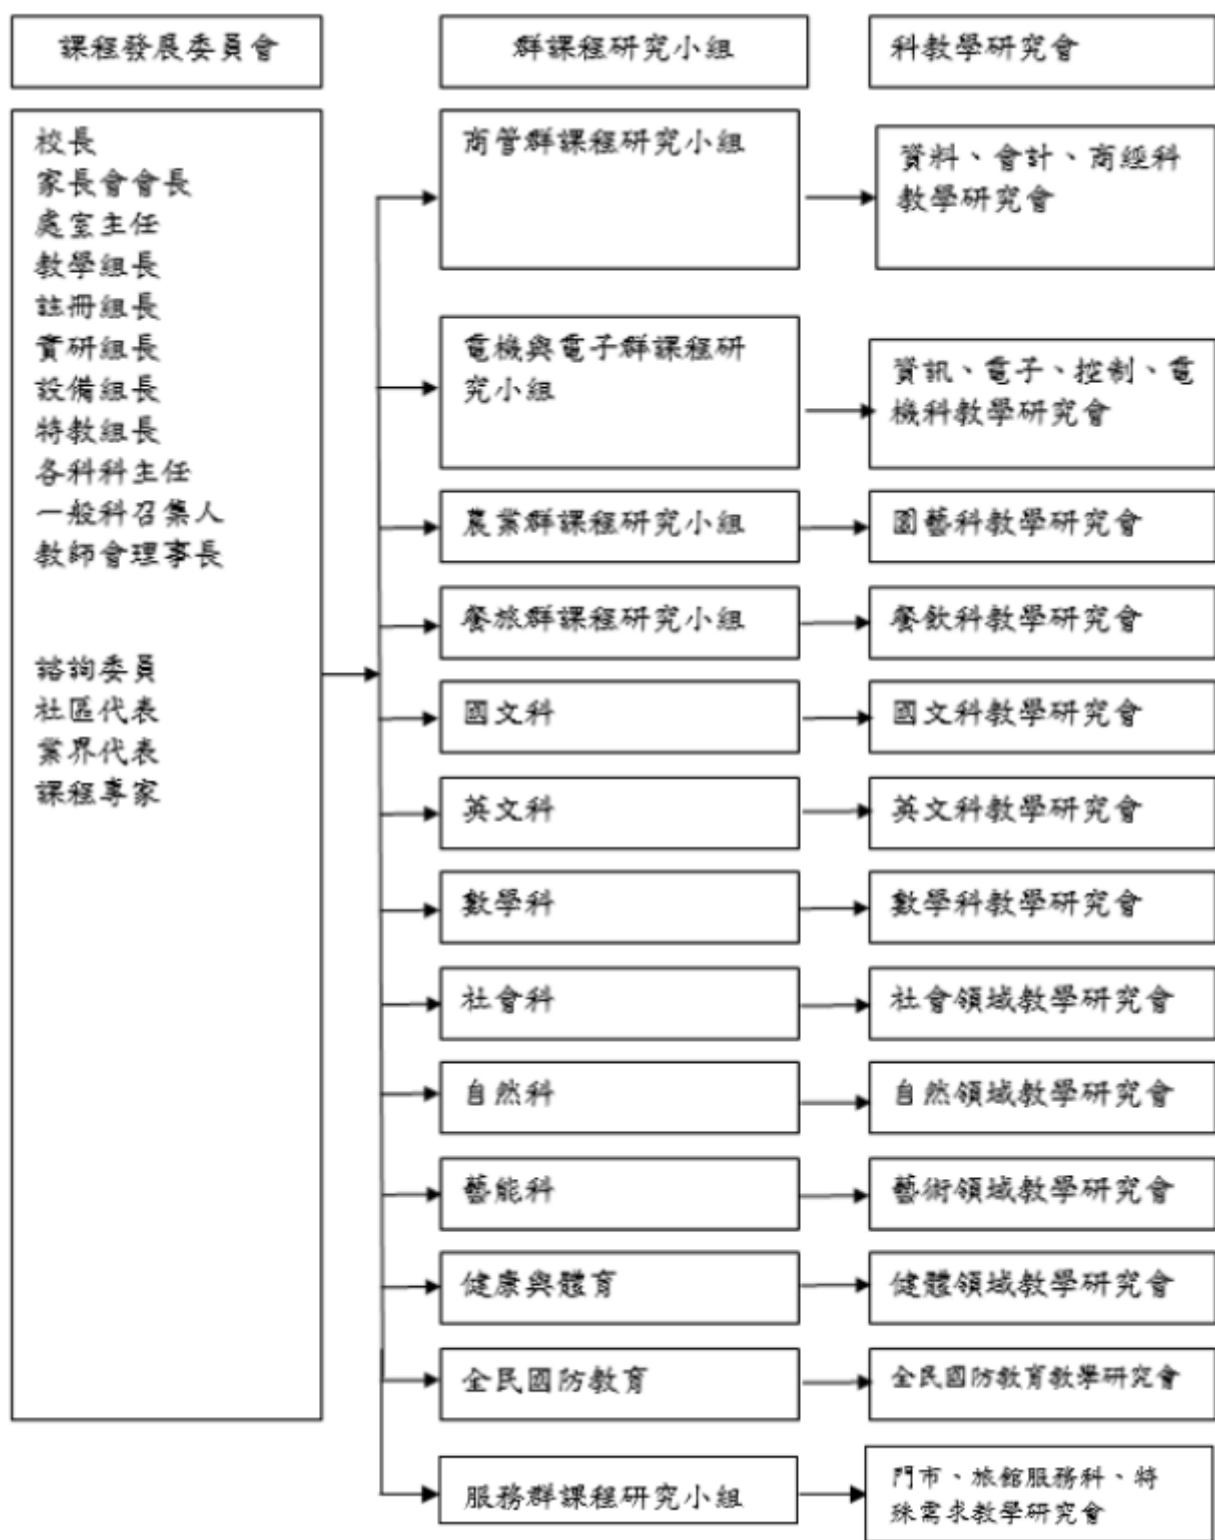 課程發展委員會
群課程研究小組
科教學研究會
校長
家長會會長
處室主任
教學組長
註冊組長
實研組長
設備組長
特教組長
各科科主任
一般科召集人
教師會理事長
諮詢委員
社區代表
業界代表
課程專家
商管群課程研究小組
資料、會計、商經科
教學研究會
電機與電子群課程研
究小組
資訊、電子、控制、電
機科教學研究會
農業群課程研究小組
園藝科教學研究會
餐旅群課程研究小組
餐飲科教學研究會
國文科
國文科教學研究會
英文科
英文科教學研究會
數學科
數學科教學研究會
社會科
社會領域教學研究會
自然科
自然領域教學研究會
藝能科
藝術領域教學研究會
健康與體育
健體領域教學研究會
全民國防教育
全民國防教育教學研究會
服務群課程研究小組
門市、旅館服務科、特
殊需求教學研究會